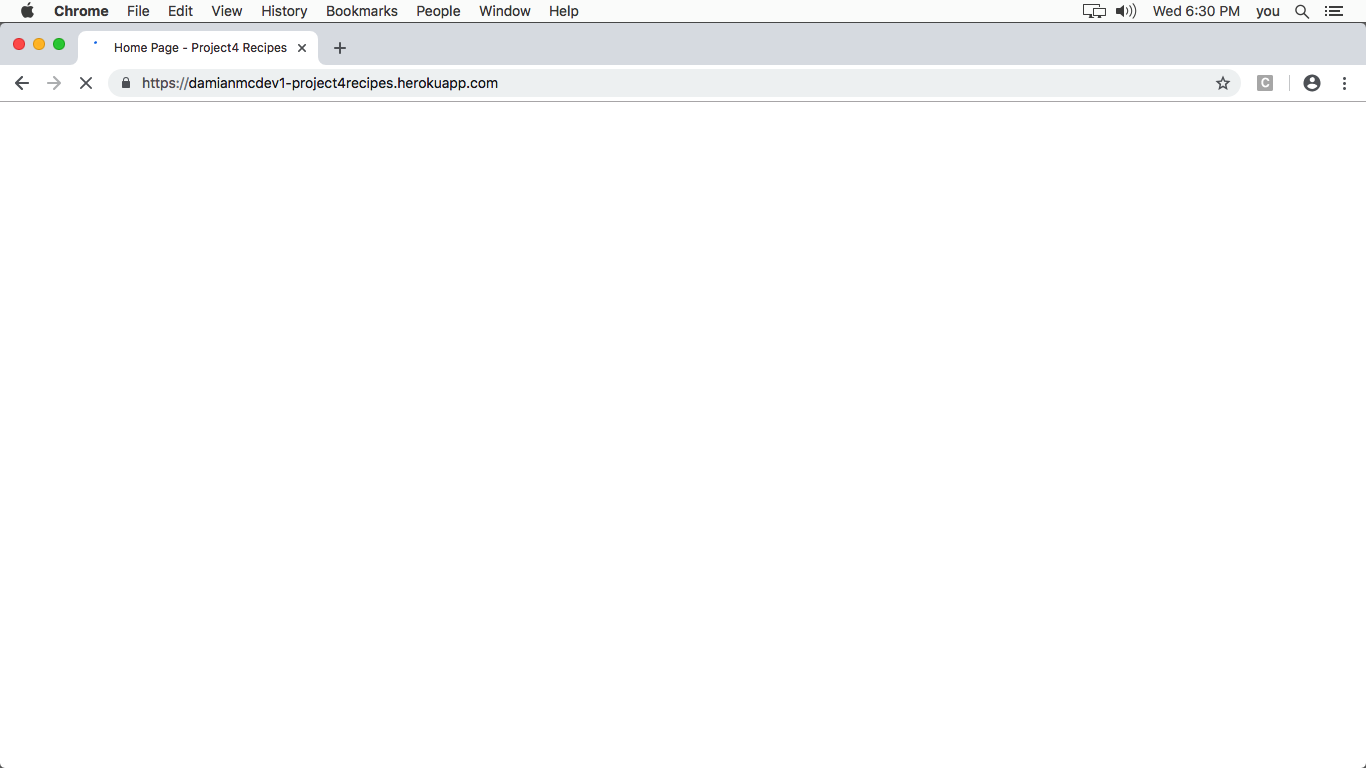 Chrome File Edit View History Bookmarks People Window Help Wed 6:30 PM you
Home Page - Project4 Recipes
https://damianmcdev1-project4recipes.herokuapp.com C